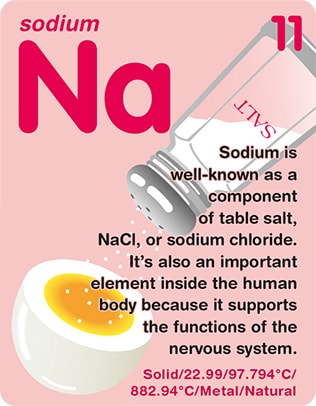 sodium
11
Na
SALT
Sodium is
well-known as a
component
of table salt,
NaCl, or sodium chloride.
It's also an important
element inside the human
body because it supports
the functions of the
nervous system.
Solid/22.99/97.794°C/
882.94°C/Metal/Natural